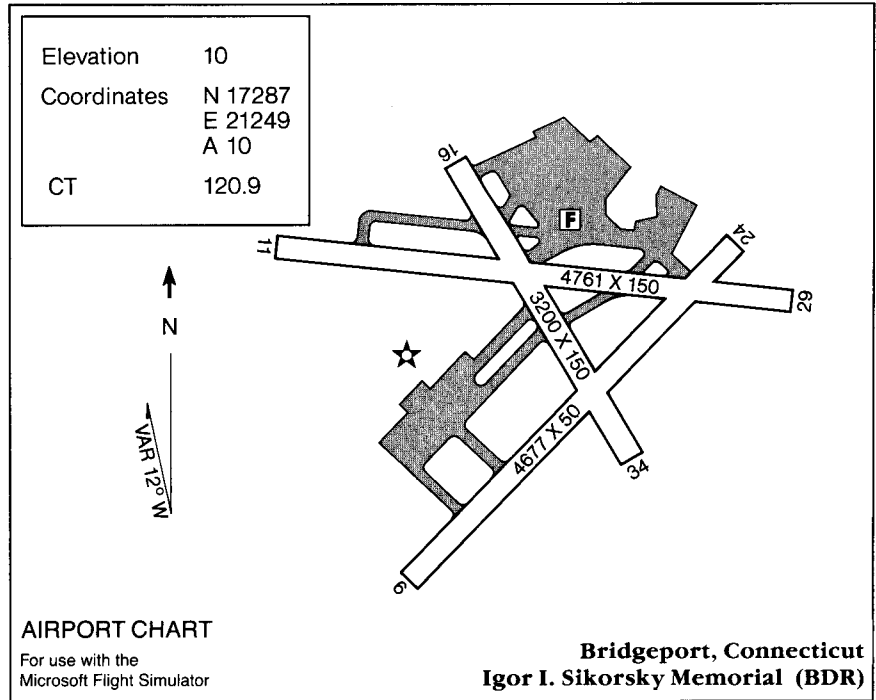 Elevation 10
Coordinates N 17287
E 21249
A 10
CT 120.9
16
F
24
11
4761 X 150
29
N
3200 X 150
VAR 12° W
4677 X 50
34
6
AIRPORT CHART
For use with the
Microsoft Flight Simulator
Bridgeport, Connecticut
Igor I. Sikorsky Memorial (BDR)